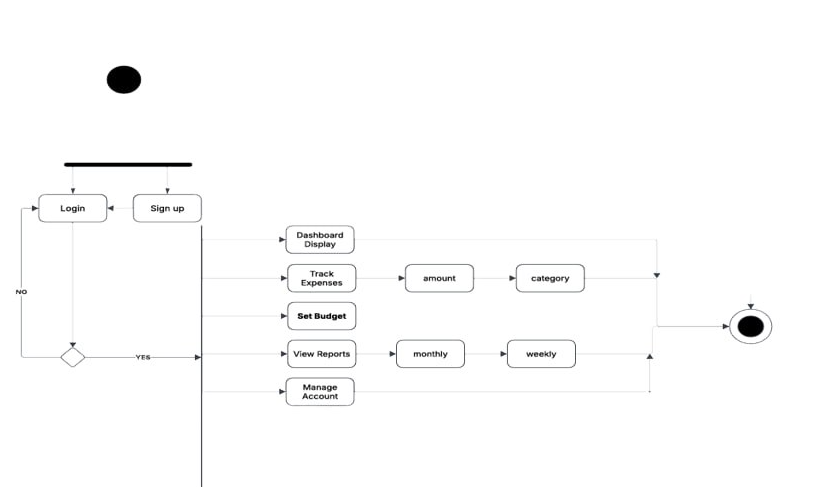 Login
Sign up
Dashboard
Display
Track
Expenses
amount
category
NO
Set Budget
View Reports
monthly
weekly
YES
Manage
Account